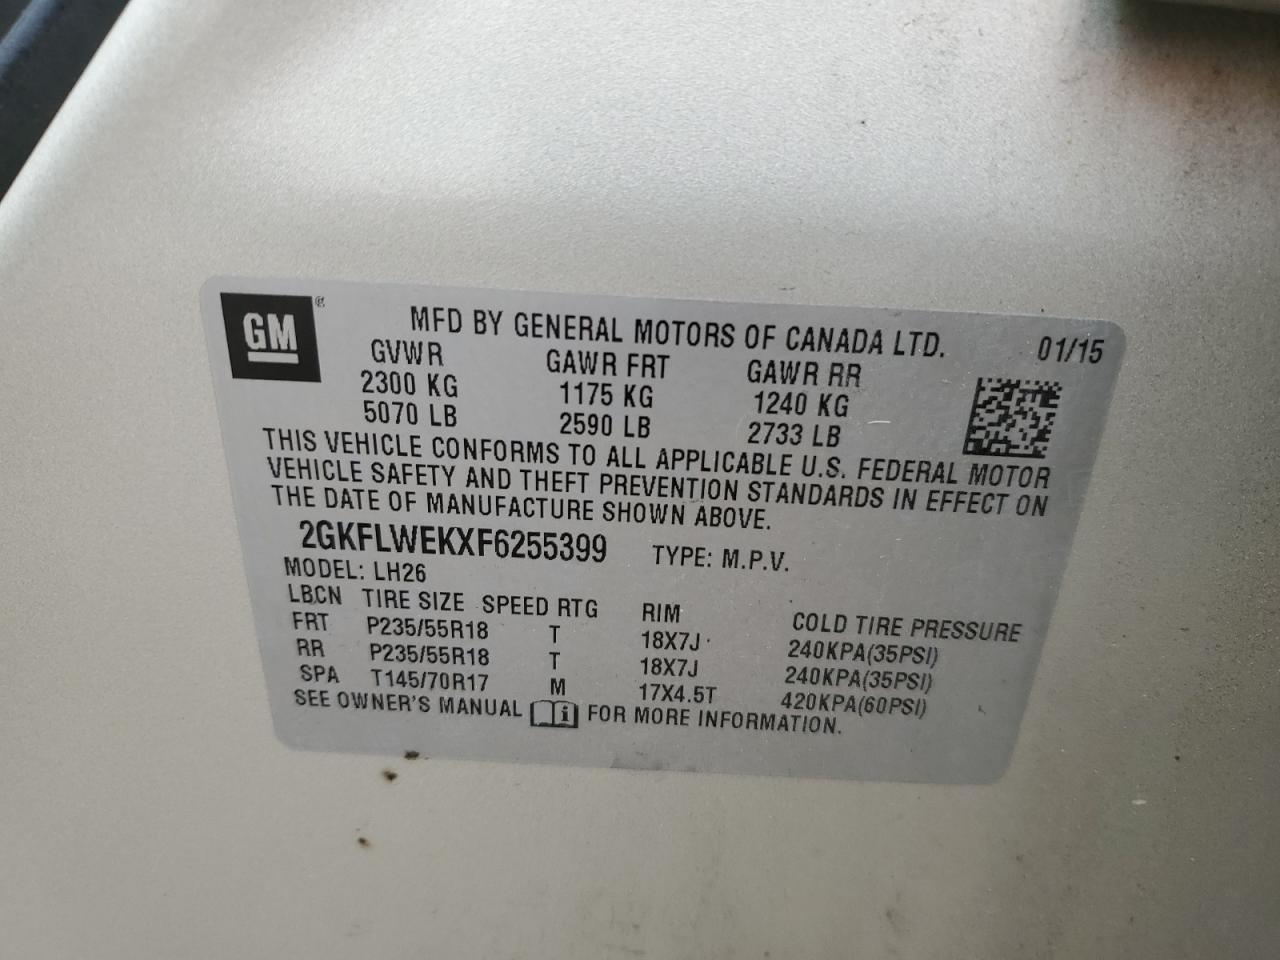 GM ®
MFD BY GENERAL MOTORS OF CANADA LTD. 01/15
GVWR GAWR FRT GAWR RR
2300 KG 1175 KG 1240 KG
5070 LB 2590 LB 2733 LB
THIS VEHICLE CONFORMS TO ALL APPLICABLE U.S. FEDERAL MOTOR
VEHICLE SAFETY AND THEFT PREVENTION STANDARDS IN EFFECT ON
THE DATE OF MANUFACTURE SHOWN ABOVE.
2GKFLWEKXF6255399 TYPE: M.P.V.
MODEL: LH26
LBCN TIRE SIZE SPEED RTG RIM COLD TIRE PRESSURE
FRT P235/55R18 T 18X7J 240KPA(35PSI)
RR P235/55R18 T 18X7J 240KPA(35PSI)
SPA T145/70R17 M 17X4.5T 420KPA(60PSI)
SEE OWNER'S MANUAL i FOR MORE INFORMATION.